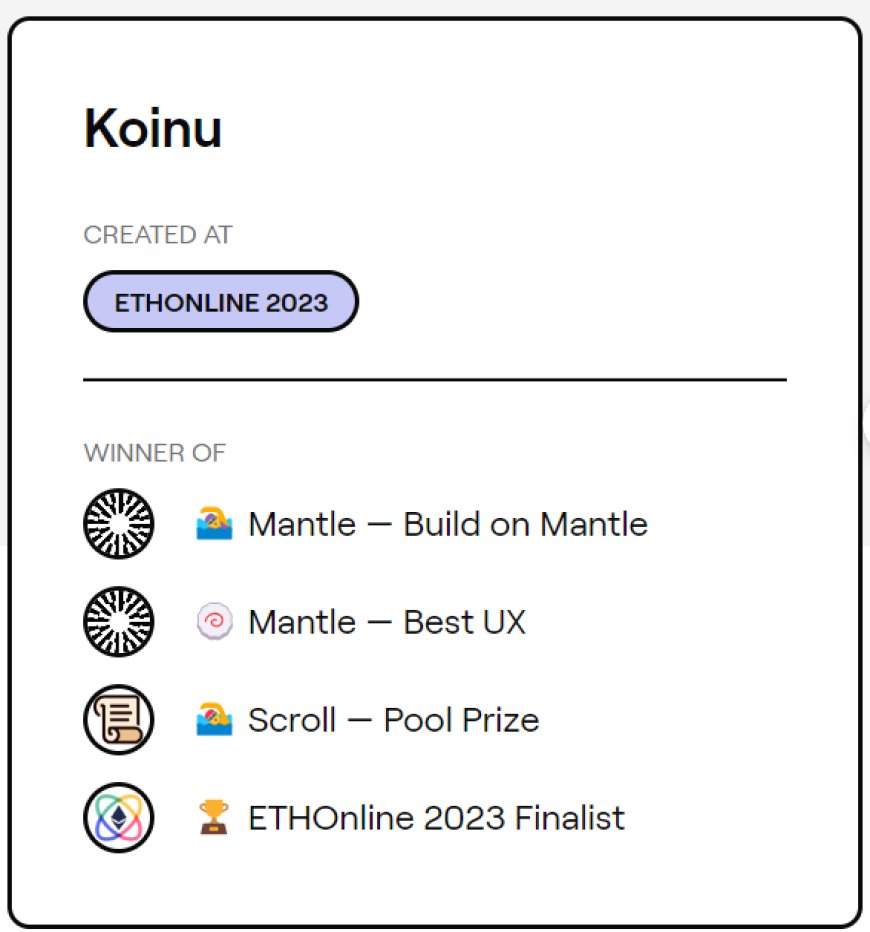 Koinu
CREATED AT
ETHONLINE 2023
WINNER OF
Mantle — Build on Mantle
Mantle — Best UX
Scroll — Pool Prize
ETHOnline 2023 Finalist